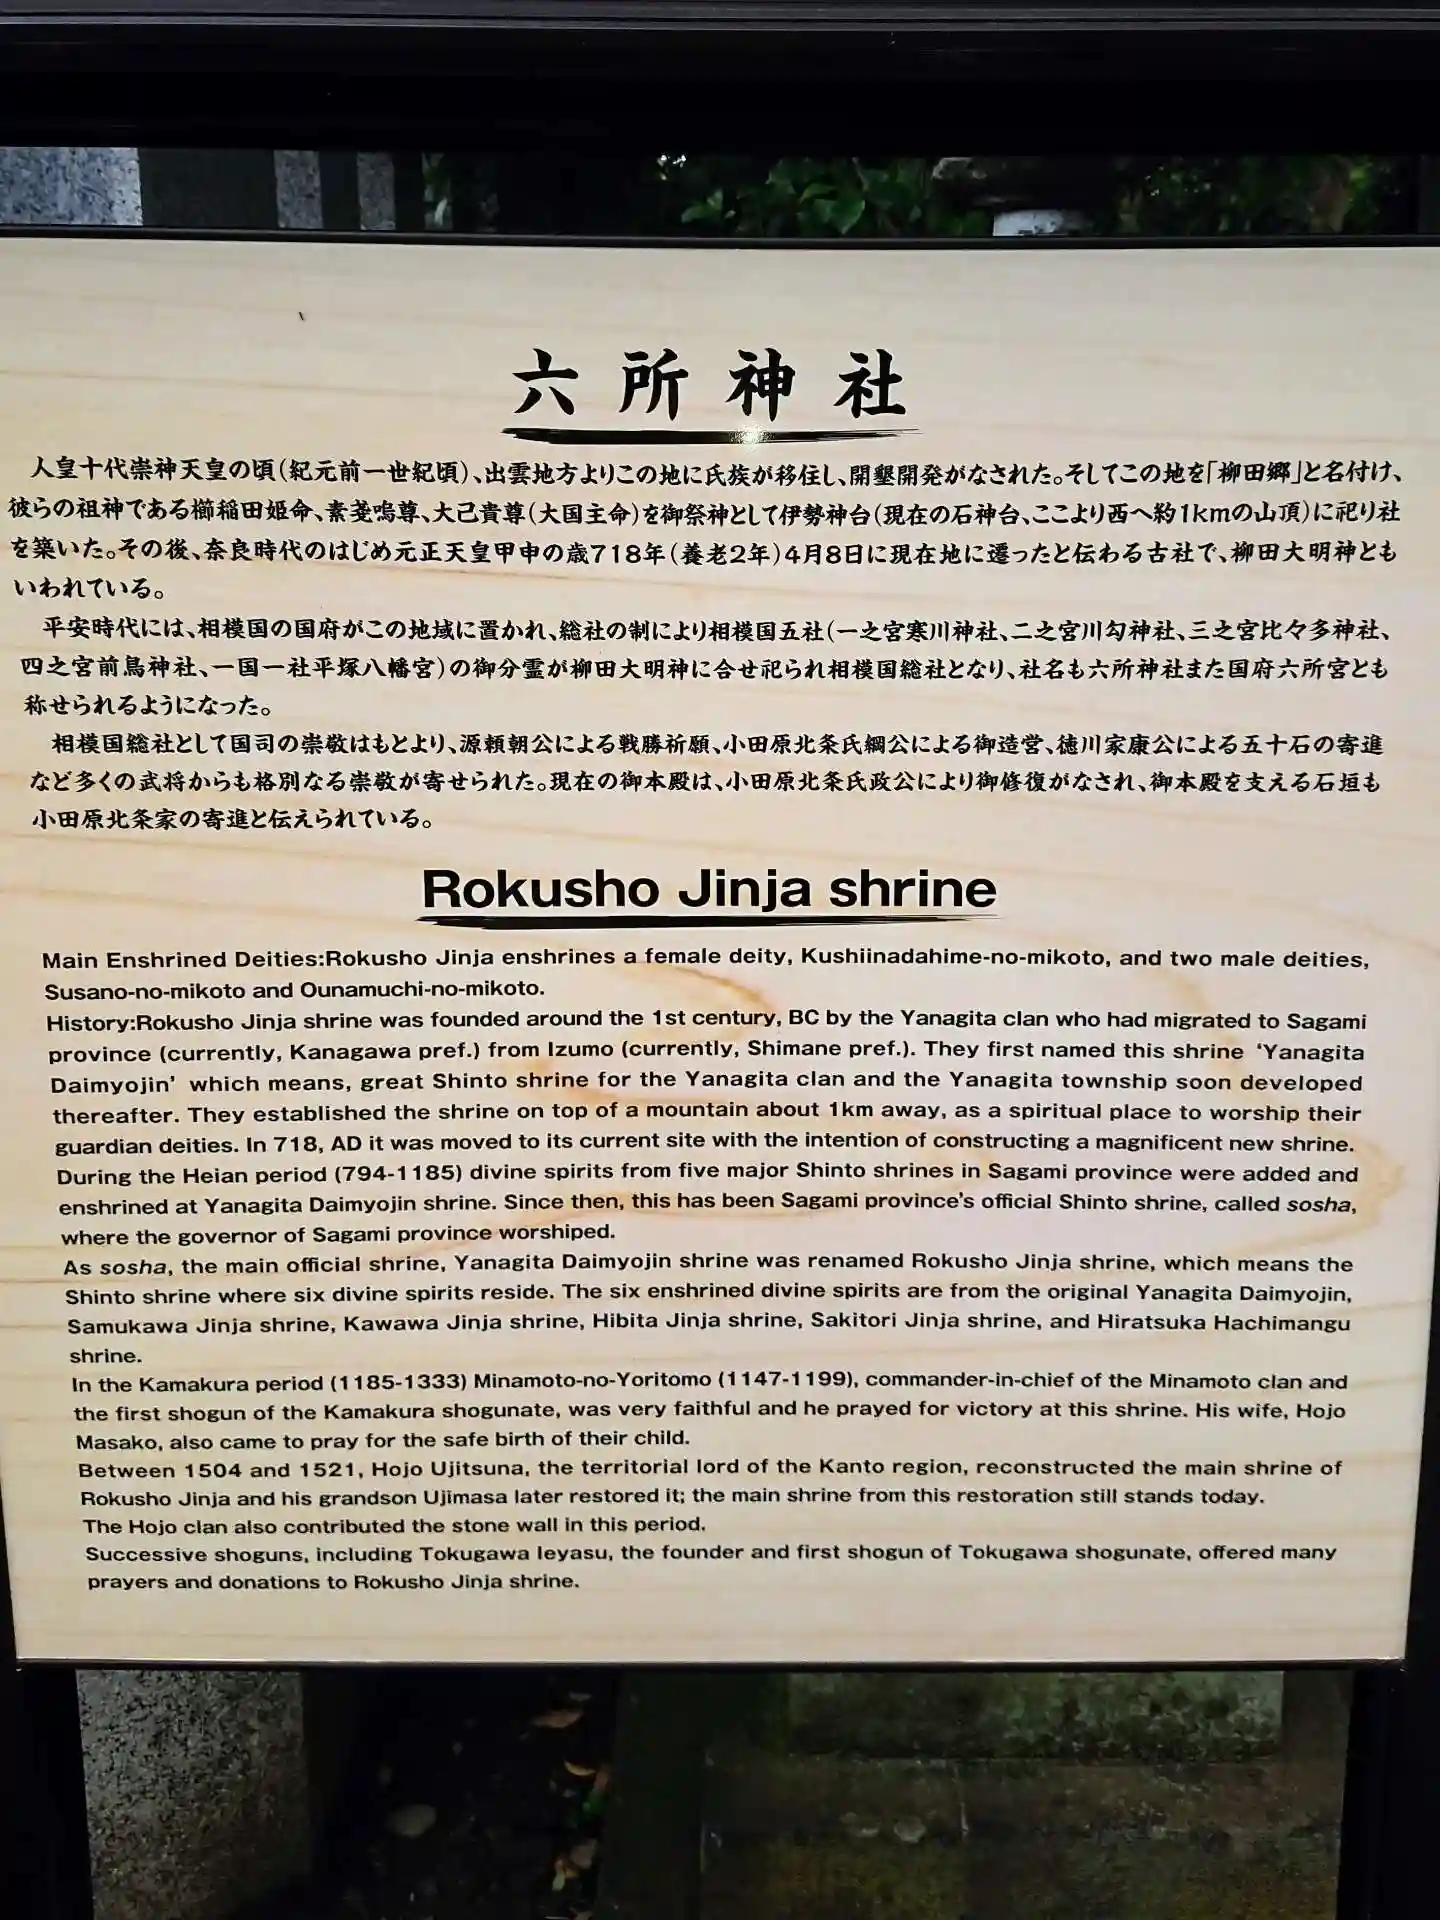 六所神社
人皇十代崇神天皇の頃（紀元前一世紀頃）、出雲地方よりこの地に氏族が移住し、開墾開発がなされた。そしてこの地を「柳田郷」と名付け、
彼らの祖神である櫛稲田姫命、素戔嗚尊、大己貴尊（大国主命）を御祭神として伊勢神台（現在の石神台、ここより西へ約1kmの山頂）に祀り社
を築いた。その後、奈良時代のはじめ元正天皇甲申の歳718年（養老2年）4月8日に現在地に遷ったと伝わる古社で、柳田大明神とも
いわれている。
平安時代には、相模国の国府がこの地域に置かれ、総社の制により相模国五社（一之宮寒川神社、二之宮川勾神社、三之宮比々多神社、
四之宮前鳥神社、一国一社平塚八幡宮）の御分霊が柳田大明神に合せ祀られ相模国総社となり、社名も六所神社また国府六所宮とも
称せられるようになった。
相模国総社として国司の崇敬はもとより、源頼朝公による戦勝祈願、小田原北条氏綱公による御造営、徳川家康公による五十石の寄進
など多くの武将からも格別なる崇敬が寄せられた。現在の御本殿は、小田原北条氏政公により御修復がなされ、御本殿を支える石垣も
小田原北条家の寄進と伝えられている。
Rokusho Jinja shrine
Main Enshrined Deities:Rokusho Jinja enshrines a female deity, Kushiinadahime-no-mikoto, and two male deities,
Susano-no-mikoto and Ounamuchi-no-mikoto.
History:Rokusho Jinja shrine was founded around the 1st century, BC by the Yanagita clan who had migrated to Sagami
province (currently, Kanagawa pref.) from Izumo (currently, Shimane pref.). They first named this shrine ‘Yanagita
Daimyojin’ which means, great Shinto shrine for the Yanagita clan and the Yanagita township soon developed
thereafter. They established the shrine on top of a mountain about 1km away, as a spiritual place to worship their
guardian deities. In 718, AD it was moved to its current site with the intention of constructing a magnificent new shrine.
During the Heian period (794-1185) divine spirits from five major Shinto shrines in Sagami province were added and
enshrined at Yanagita Daimyojin shrine. Since then, this has been Sagami province’s official Shinto shrine, called sosha,
where the governor of Sagami province worshiped.
As sosha, the main official shrine, Yanagita Daimyojin shrine was renamed Rokusho Jinja shrine, which means the
Shinto shrine where six divine spirits reside. The six enshrined divine spirits are from the original Yanagita Daimyojin,
Samukawa Jinja shrine, Kawawa Jinja shrine, Hibita Jinja shrine, Sakitori Jinja shrine, and Hiratsuka Hachimangu
shrine.
In the Kamakura period (1185-1333) Minamoto-no-Yoritomo (1147-1199), commander-in-chief of the Minamoto clan and
the first shogun of the Kamakura shogunate, was very faithful and he prayed for victory at this shrine. His wife, Hojo
Masako, also came to pray for the safe birth of their child.
Between 1504 and 1521, Hojo Ujitsuna, the territorial lord of the Kanto region, reconstructed the main shrine of
Rokusho Jinja and his grandson Ujimasa later restored it; the main shrine from this restoration still stands today.
The Hojo clan also contributed the stone wall in this period.
Successive shoguns, including Tokugawa Ieyasu, the founder and first shogun of Tokugawa shogunate, offered many
prayers and donations to Rokusho Jinja shrine.